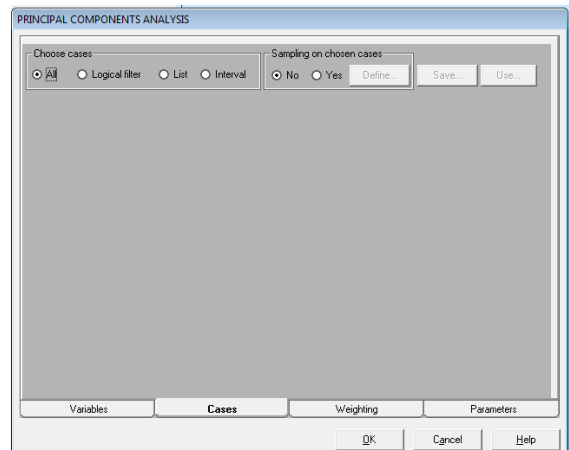 PRINCIPAL COMPONENTS ANALYSIS
Choose cases
Sampling on chosen cases
All Logical filter List Interval
No Yes Define... Save... Use...
Variables Cases Weighting Parameters
OK Cancel Help